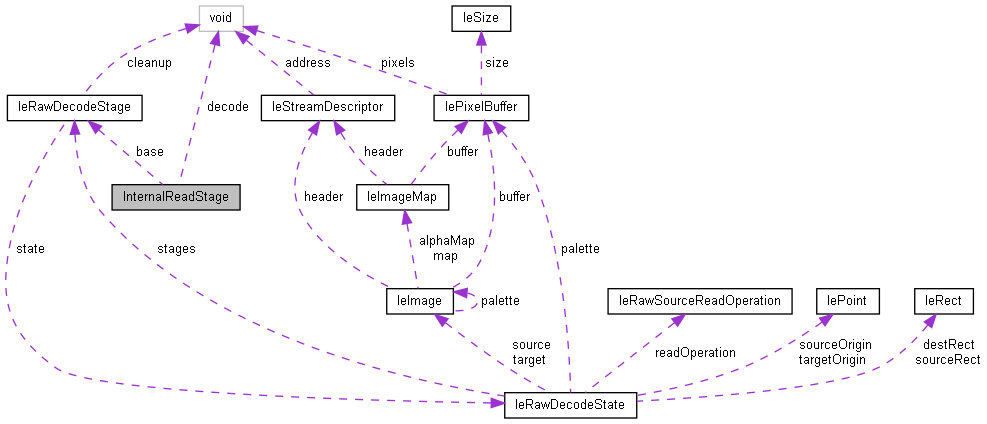 void
leSize
cleanup
address
pixels
size
leRawDecodeStage
decode
leStreamDescriptor
lePixelBuffer
base
header
buffer
InternalReadStage
header
leImageMap
buffer
state
stages
alphaMap
map
palette
leImage
palette
leRawSourceReadOperation
lePoint
leRect
source
target
readOperation
sourceOrigin
targetOrigin
destRect
sourceRect
leRawDecodeState